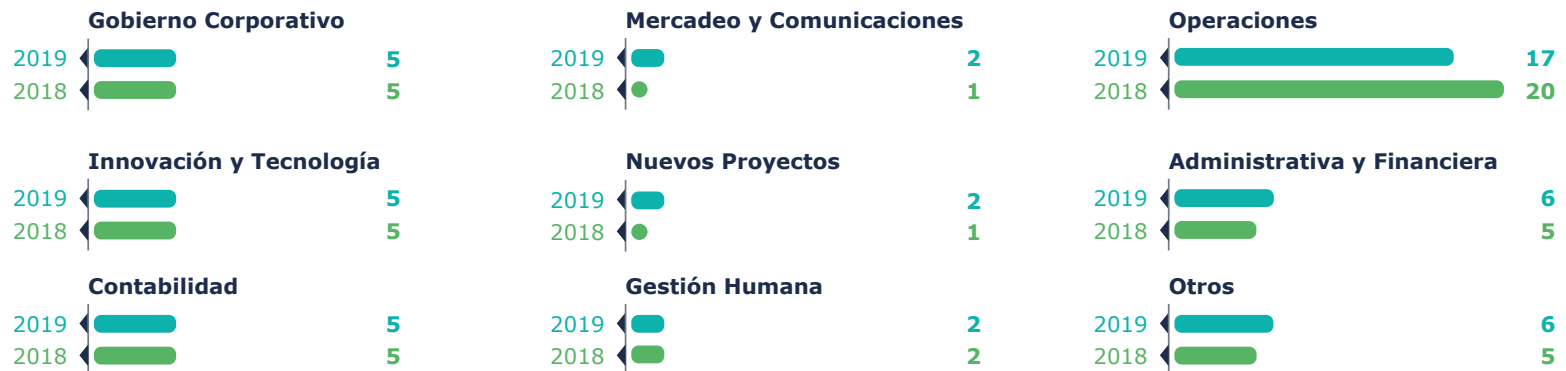 Gobierno Corporativo
2019 5
2018 5
Mercadeo y Comunicaciones
2019 2
2018 1
Operaciones
2019 17
2018 20
Innovación y Tecnología
2019 5
2018 5
Nuevos Proyectos
2019 2
2018 1
Administrativa y Financiera
2019 6
2018 5
Contabilidad
2019 5
2018 5
Gestión Humana
2019 2
2018 2
Otros
2019 6
2018 5